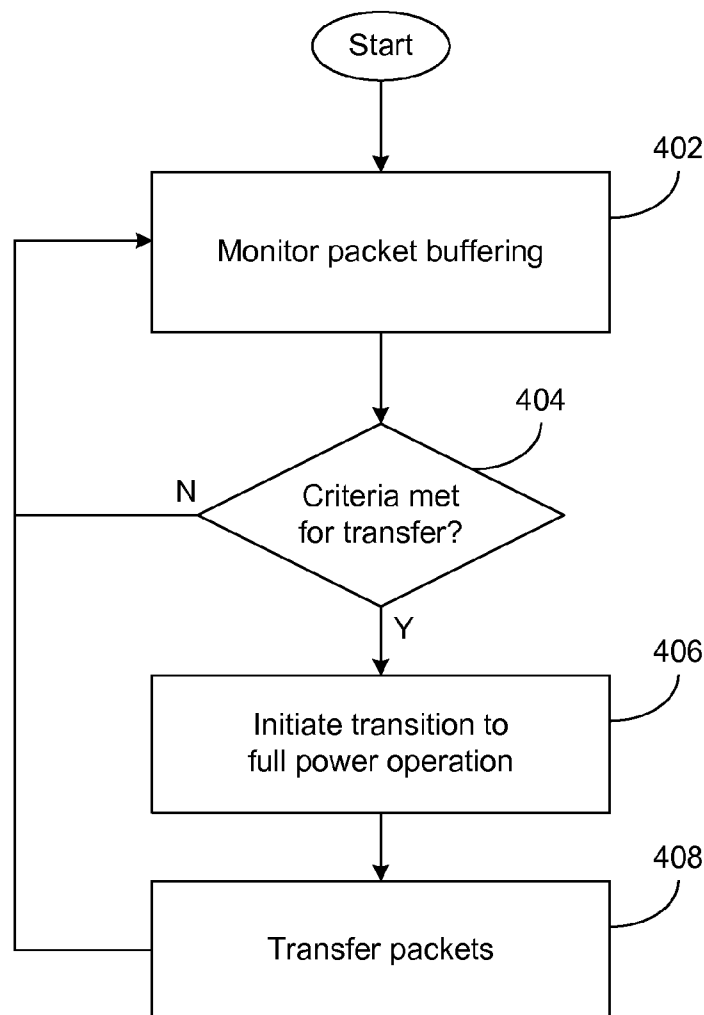 Start
402
Monitor packet buffering
404
Criteria met
for transfer?
N
Y
406
Initiate transition to
full power operation
408
Transfer packets